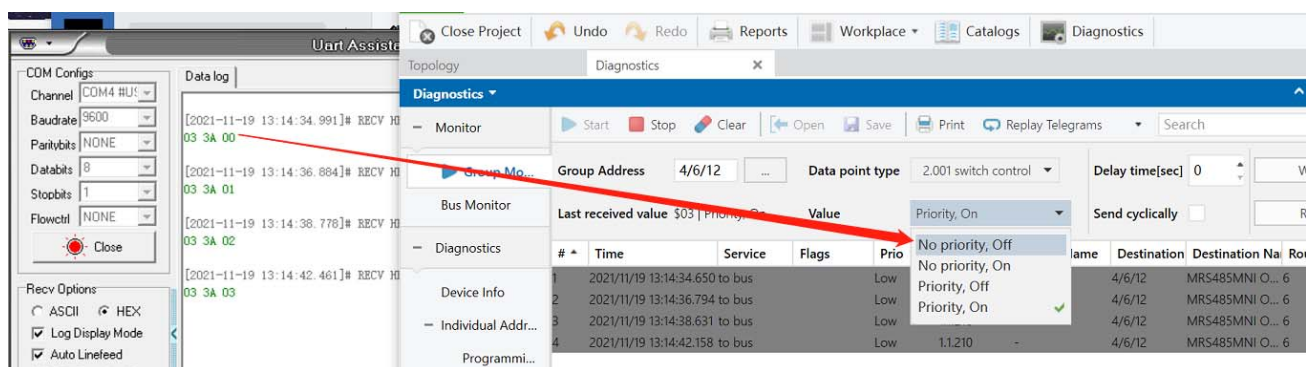 Uart Assista
COM Configs
Channel COM4 #US
Baudrate 9600
Paritybits NONE
Databits 8
Stopbits 1
Flowctrl NONE
Close
Recv Options
ASCII HEX
Log Display Mode
Auto Linefeed
Data log
[2021-11-19 13:14:34.991]# RECV H
03 3A 00
[2021-11-19 13:14:36.884]# RECV H
03 3A 01
[2021-11-19 13:14:38.778]# RECV H
03 3A 02
[2021-11-19 13:14:42.461]# RECV H
03 3A 03
Close Project Undo Redo Reports Workplace Catalogs Diagnostics
Topology Diagnostics
Diagnostics
Monitor
Group Mo...
Bus Monitor
Diagnostics
Device Info
Individual Addr...
Programmi...
Start Stop Clear Open Save Print Replay Telegrams Search
Group Address 4/6/12 ... Data point type 2.001 switch control Delay time[sec] 0
Last received value $03 | Priority, On Value Priority, On Send cyclically
No priority, Off
No priority, On
Priority, Off
Priority, On
# Time Service Flags Prio ame Destination Destination Na Rou
1 2021/11/19 13:14:34.650 to bus Low 4/6/12 MRS485MNI O... 6
2 2021/11/19 13:14:36.794 to bus Low 4/6/12 MRS485MNI O... 6
3 2021/11/19 13:14:38.631 to bus Low 4/6/12 MRS485MNI O... 6
4 2021/11/19 13:14:42.158 to bus Low 1.1.210 - 4/6/12 MRS485MNI O... 6